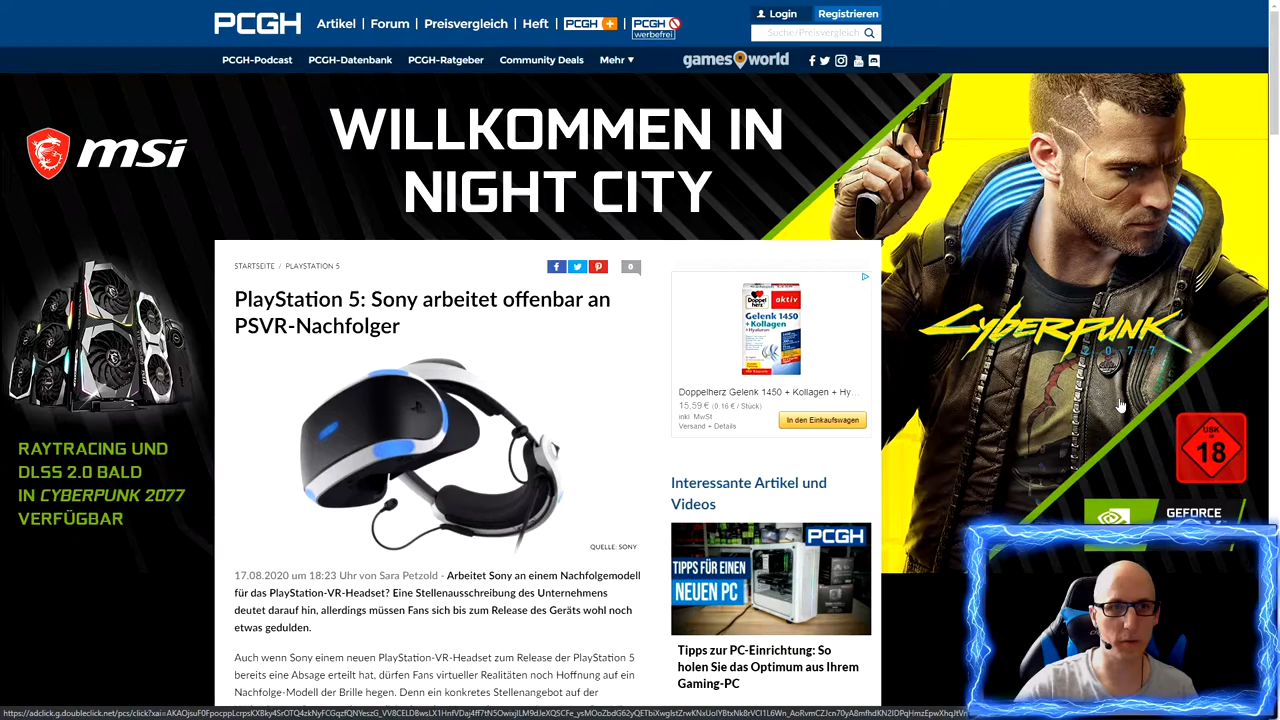 PCGH
Artikel | Forum | Preisvergleich | Heft | PCGH + | PCGH werbefrei
Login
Registrieren
Suche/Preisvergleich
PCGH-Podcast PCGH-Datenbank PCGH-Ratgeber Community Deals Mehr ▼
games world
msi
WILLKOMMEN IN
NIGHT CITY
STARTSEITE / PLAYSTATION 5
0
PlayStation 5: Sony arbeitet offenbar an
PSVR-Nachfolger
QUELLE: SONY
17.08.2020 um 18:23 Uhr von Sara Petzold - Arbeitet Sony an einem Nachfolgemodell
für das PlayStation-VR-Headset? Eine Stellenausschreibung des Unternehmens
deutet darauf hin, allerdings müssen Fans sich bis zum Release des Geräts wohl noch
etwas gedulden.
Auch wenn Sony einem neuen PlayStation-VR-Headset zum Release der PlayStation 5
bereits eine Absage erteilt hat, dürfen Fans virtueller Realitäten noch Hoffnung auf ein
Nachfolge-Modell der Brille hegen. Denn ein konkretes Stellenangebot auf der
Doppel herz aktiv
Gelenk 1450
+ Kollagen
+ Hyaluron
Doppelherz Gelenk 1450 + Kollagen + Hy...
15,59 € (0,16 € / Stück)
inkl. MwSt
Versand + Details
In den Einkaufswagen
Interessante Artikel und
Videos
PCGH
TIPPS FÜR EINEN
NEUEN PC
Tipps zur PC-Einrichtung: So
holen Sie das Optimum aus Ihrem
Gaming-PC
RAYTRACING UND
DLSS 2.0 BALD
IN CYBERPUNK 2077
VERFÜGBAR
CYBERPUNK
2077
USK
ab
18
GEFORCE